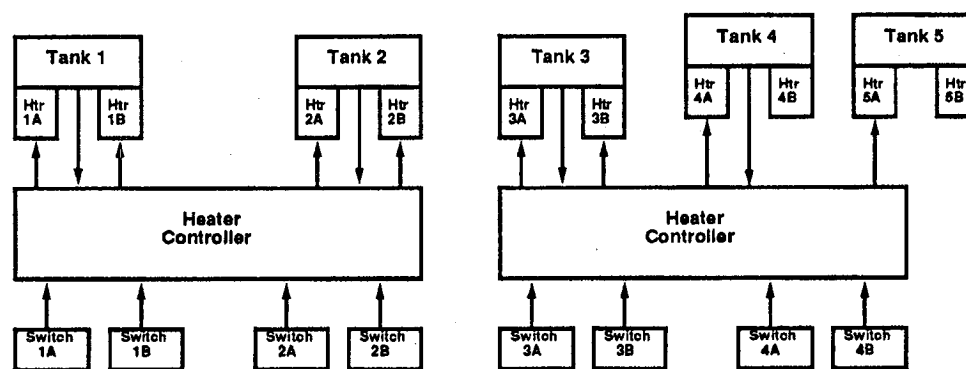 Tank 1
Tank 2
Tank 3
Tank 4
Tank 5
Htr
1A
Htr
1B
Htr
2A
Htr
2B
Htr
3A
Htr
3B
Htr
4A
Htr
4B
Htr
5A
Htr
5B
Heater
Controller
Heater
Controller
Switch
1A
Switch
1B
Switch
2A
Switch
2B
Switch
3A
Switch
3B
Switch
4A
Switch
4B